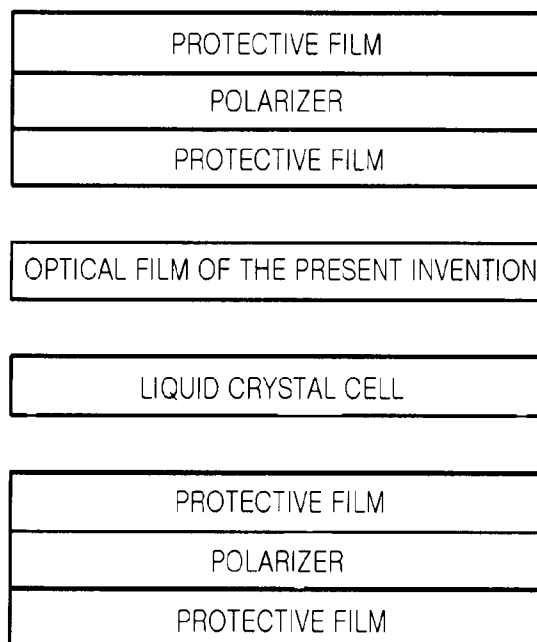 PROTECTIVE FILM
POLARIZER
PROTECTIVE FILM
OPTICAL FILM OF THE PRESENT INVENTION
LIQUID CRYSTAL CELL
PROTECTIVE FILM
POLARIZER
PROTECTIVE FILM